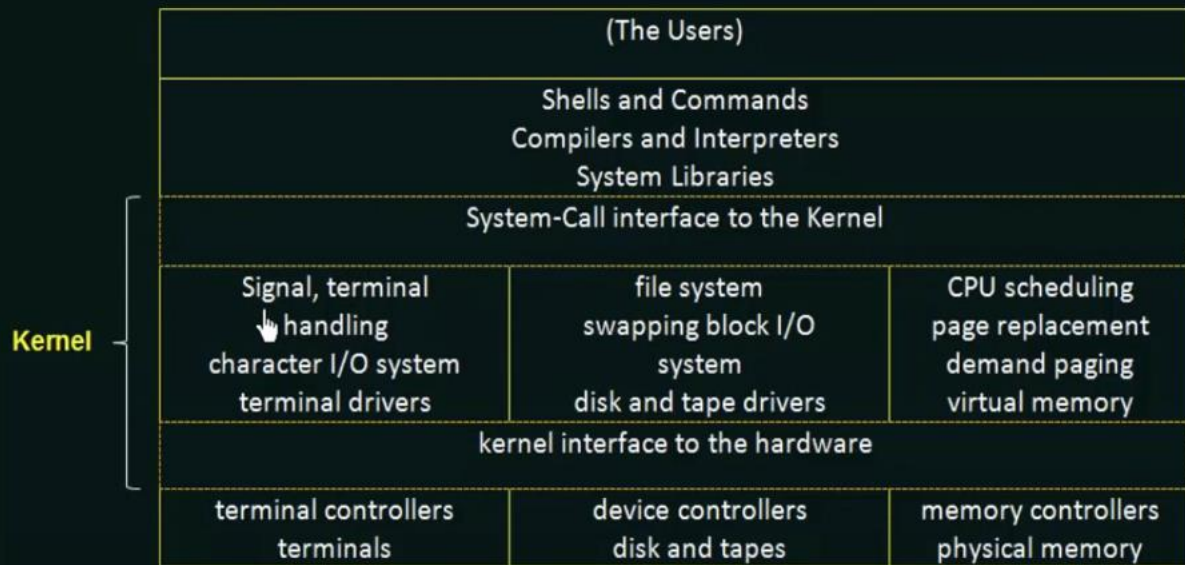 (The Users)
Shells and Commands
Compilers and Interpreters
System Libraries
System-Call interface to the Kernel
Kernel
Signal, terminal
handling
character I/O system
terminal drivers
file system
swapping block I/O
system
disk and tape drivers
CPU scheduling
page replacement
demand paging
virtual memory
kernel interface to the hardware
terminal controllers
terminals
device controllers
disk and tapes
memory controllers
physical memory